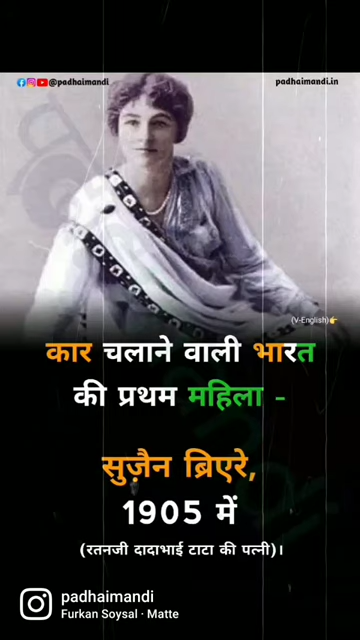 @padhaimandi
padhaimandi.in
(V-English)👉
कार चलाने वाली भारत
की प्रथम महिला -
सुज़ैन ब्रिएरे,
1905 में
(रतनजी दादाभाई टाटा की पत्नी)।
padhaimandi
Furkan Soysal · Matte